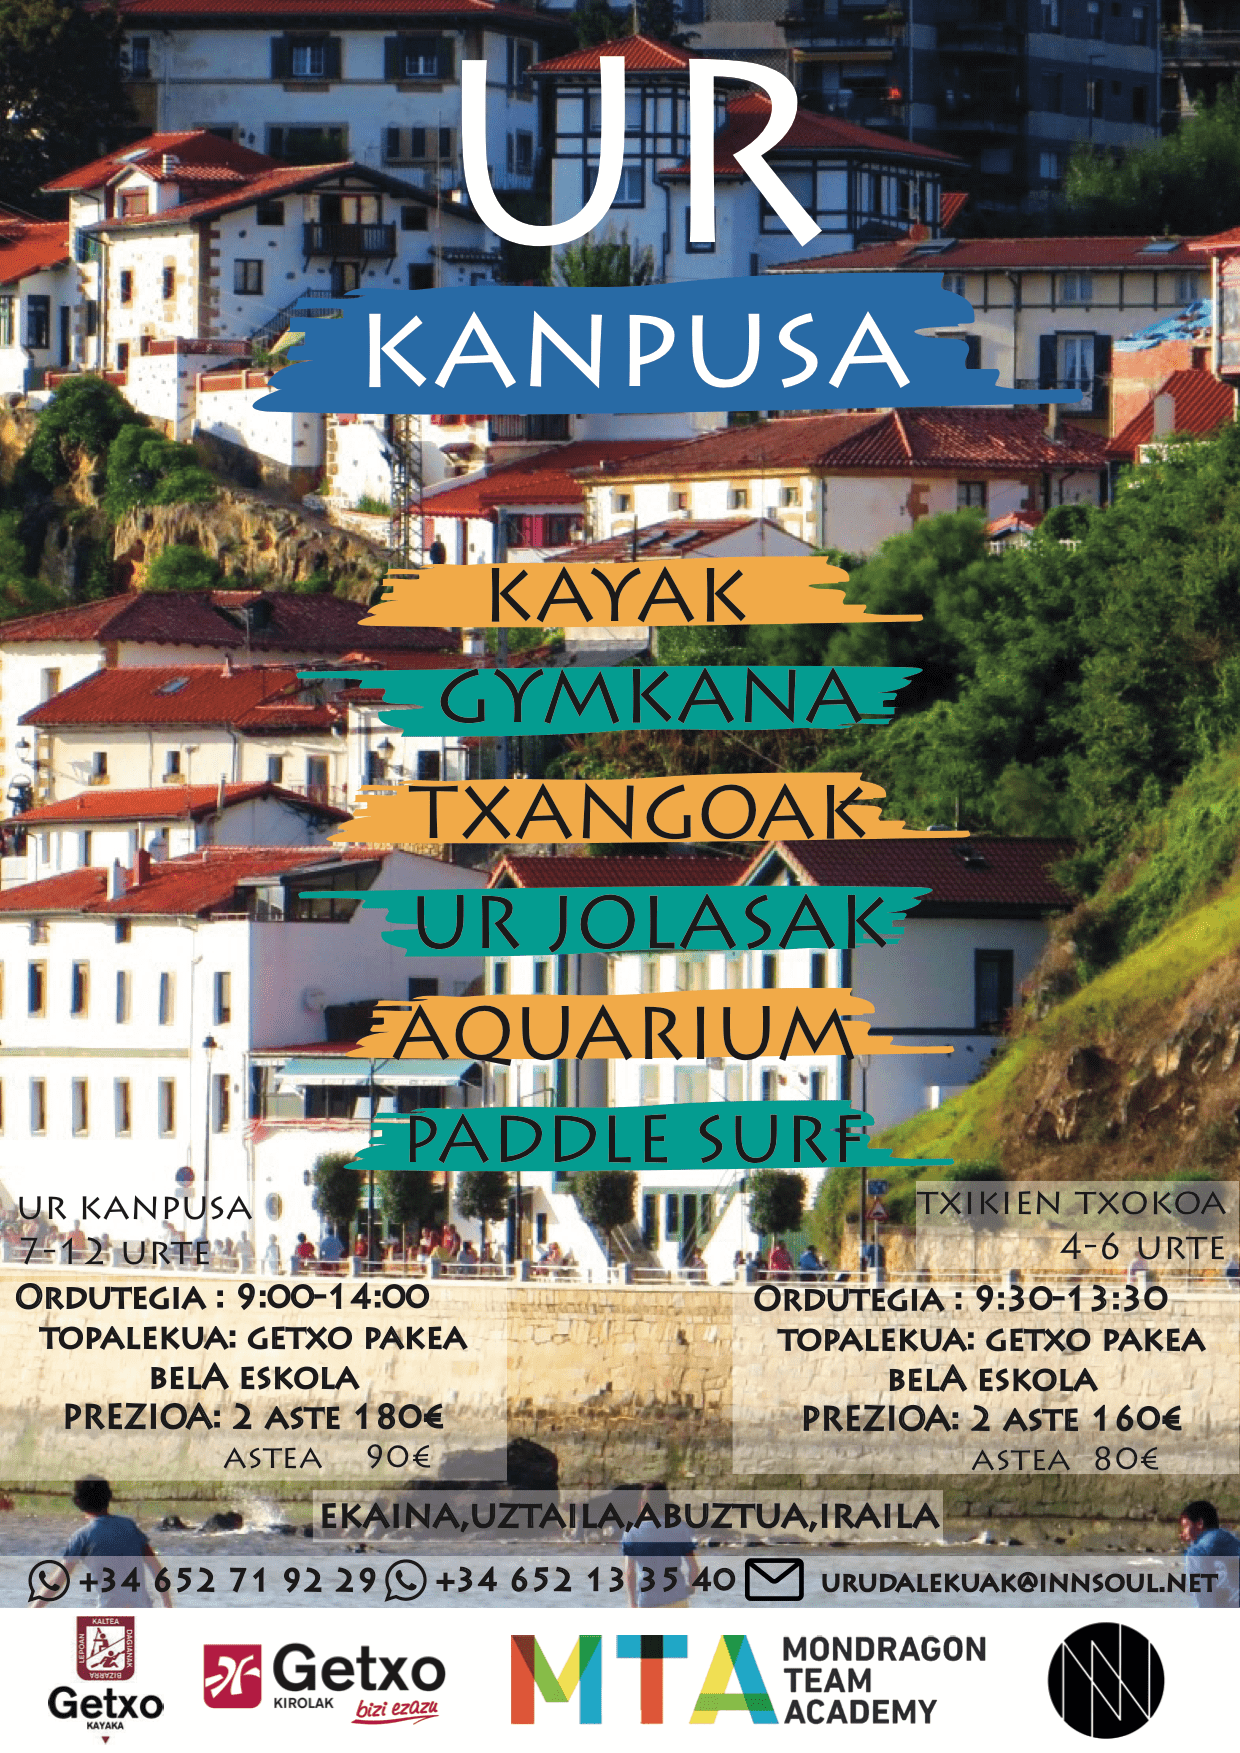 UR
KANPUSA
KAYAK
GYMKANA
TXANGOAK
UR JOLASAK
AQUARIUM
PADDLE SURF
UR KANPUSA
7-12 URTE
ORDUTEGIA : 9:00-14:00
TOPALEKUA: GETXO PAKEA
BELA ESKOLA
PREZIOA: 2 ASTE 180€
ASTEA 90€
TXIKIEN TXOKOA
4-6 URTE
ORDUTEGIA : 9:30-13:30
TOPALEKUA: GETXO PAKEA
BELA ESKOLA
PREZIOA: 2 ASTE 160€
ASTEA 80€
EKAINA,UZTAILA,ABUZTUA,IRAILA
+34 652 71 92 29 +34 652 13 35 40 URUDALEKUAK@INNSOUL.NET
KALTEA
LEPOAN
DAGIANAK
BIZARRA
Getxo
KAYAKA
Getxo
KIROLAK
bizi ezazu
MTA
MONDRAGON
TEAM
ACADEMY